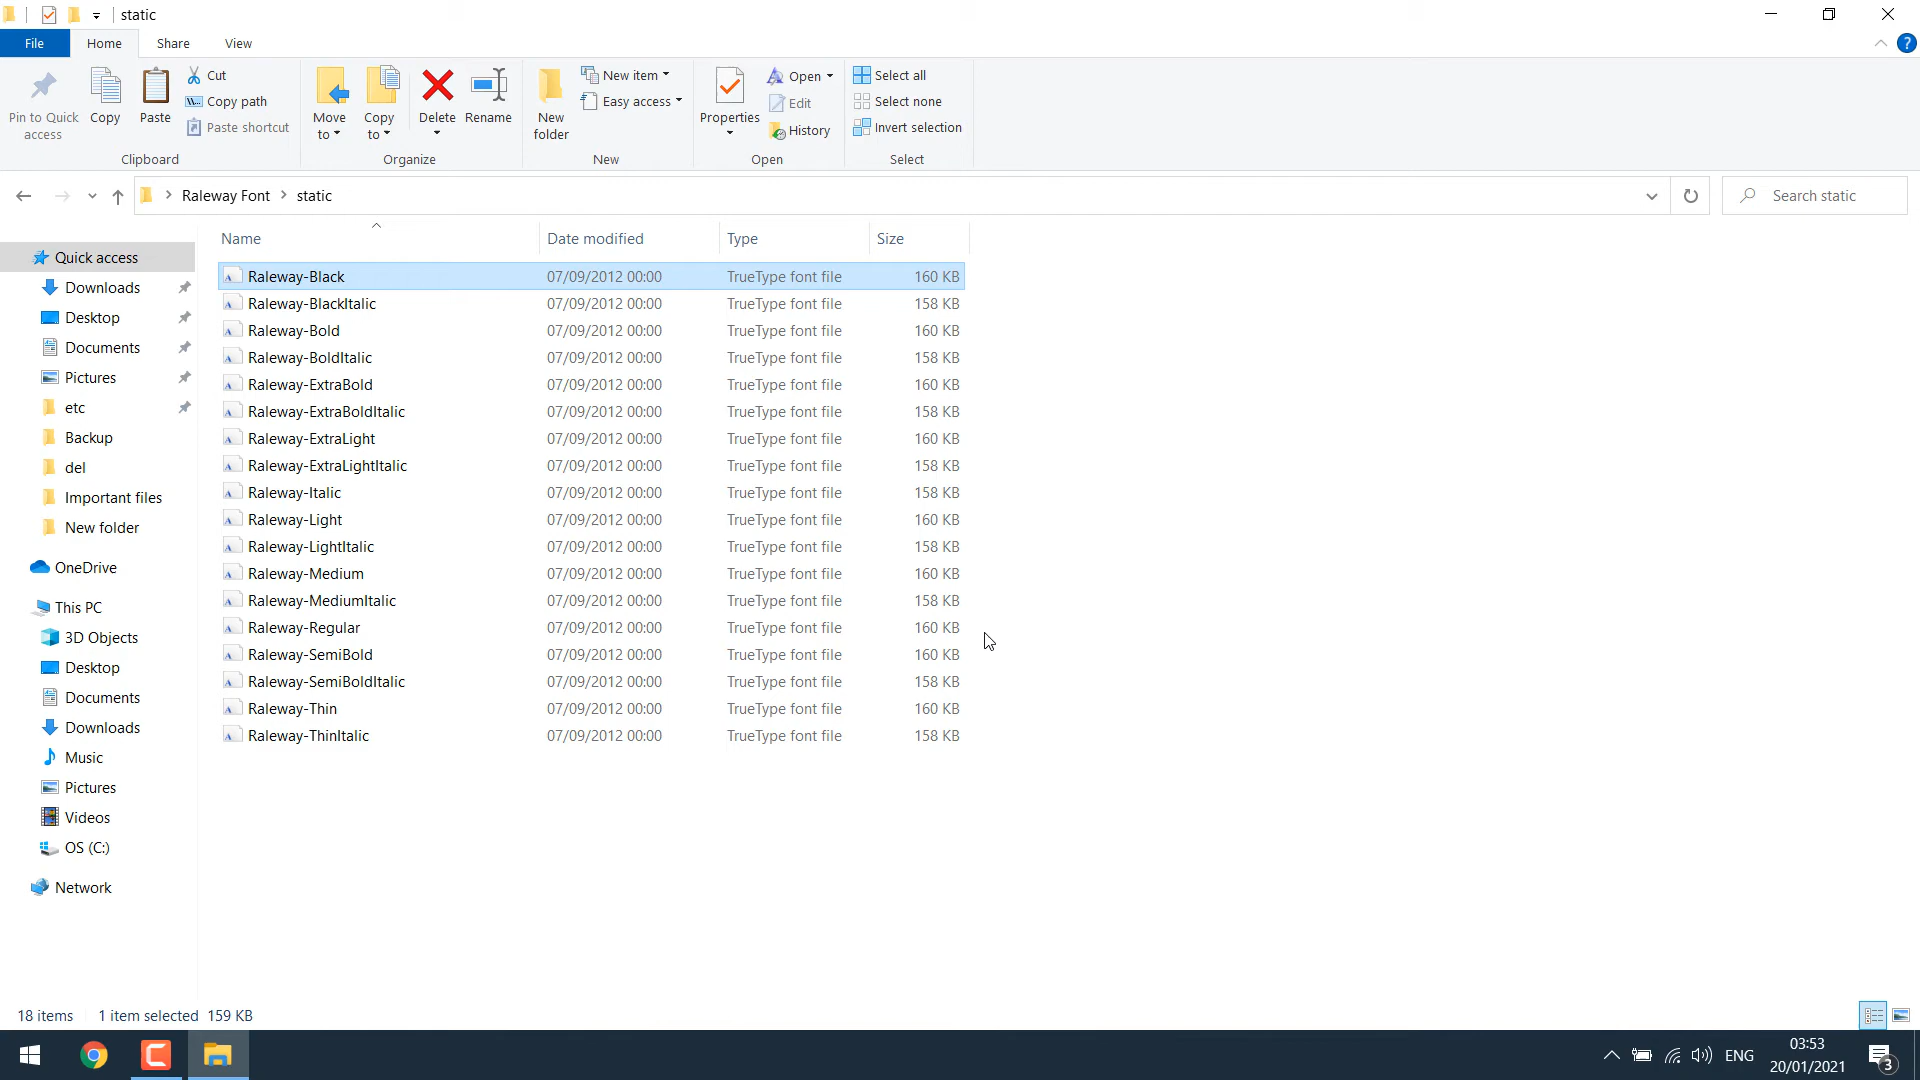 static
File Home Share View
Pin to Quick access
Copy
Paste
Cut
Copy path
Paste shortcut
Clipboard
Move to
Copy to
Delete
Rename
Organize
New folder
New item
Easy access
New
Properties
Open
Edit
History
Open
Select all
Select none
Invert selection
Select
Raleway Font static
Search static
Name Date modified Type Size
Quick access
Downloads
Desktop
Documents
Pictures
etc
Backup
del
Important files
New folder
OneDrive
This PC
3D Objects
Desktop
Documents
Downloads
Music
Pictures
Videos
OS (C:)
Network
Raleway-Black 07/09/2012 00:00 TrueType font file 160 KB
Raleway-BlackItalic 07/09/2012 00:00 TrueType font file 158 KB
Raleway-Bold 07/09/2012 00:00 TrueType font file 160 KB
Raleway-BoldItalic 07/09/2012 00:00 TrueType font file 158 KB
Raleway-ExtraBold 07/09/2012 00:00 TrueType font file 160 KB
Raleway-ExtraBoldItalic 07/09/2012 00:00 TrueType font file 158 KB
Raleway-ExtraLight 07/09/2012 00:00 TrueType font file 160 KB
Raleway-ExtraLightItalic 07/09/2012 00:00 TrueType font file 158 KB
Raleway-Italic 07/09/2012 00:00 TrueType font file 158 KB
Raleway-Light 07/09/2012 00:00 TrueType font file 160 KB
Raleway-LightItalic 07/09/2012 00:00 TrueType font file 158 KB
Raleway-Medium 07/09/2012 00:00 TrueType font file 160 KB
Raleway-MediumItalic 07/09/2012 00:00 TrueType font file 158 KB
Raleway-Regular 07/09/2012 00:00 TrueType font file 160 KB
Raleway-SemiBold 07/09/2012 00:00 TrueType font file 160 KB
Raleway-SemiBoldItalic 07/09/2012 00:00 TrueType font file 158 KB
Raleway-Thin 07/09/2012 00:00 TrueType font file 160 KB
Raleway-ThinItalic 07/09/2012 00:00 TrueType font file 158 KB
18 items 1 item selected 159 KB
ENG
03:53
20/01/2021
3